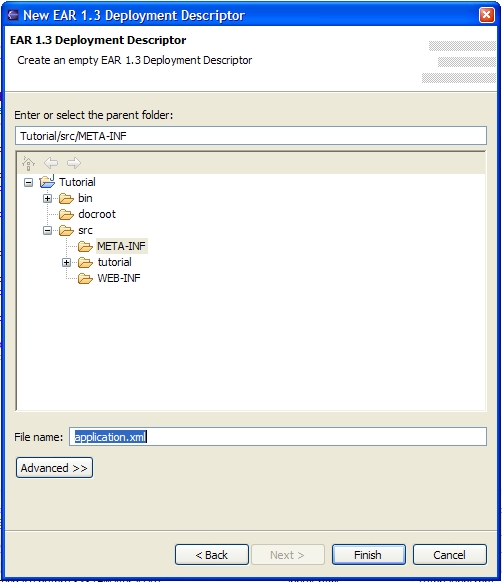 New EAR 1.3 Deployment Descriptor
EAR 1.3 Deployment Descriptor
Create an empty EAR 1.3 Deployment Descriptor
Enter or select the parent folder:
Tutorial/src/META-INF
Tutorial
bin
docroot
src
META-INF
tutorial
WEB-INF
File name: application.xml
Advanced >>
< Back Next > Finish Cancel